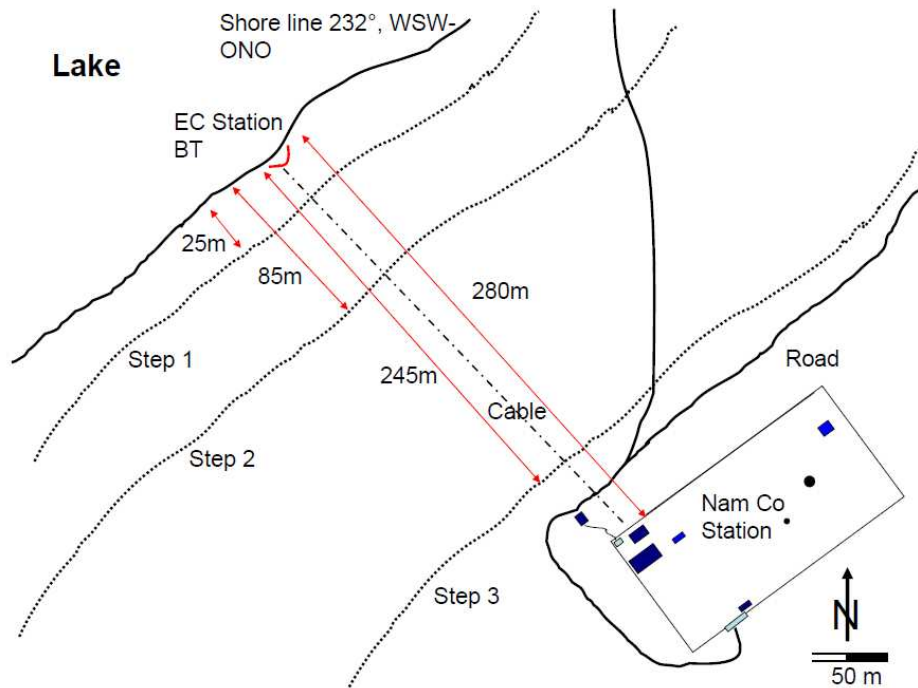 Shore line 232°, WSW-
ONO
Lake
EC Station
BT
25m
85m
280m
245m
Step 1
Road
Cable
Step 2
Nam Co
Station
Step 3
N
50 m